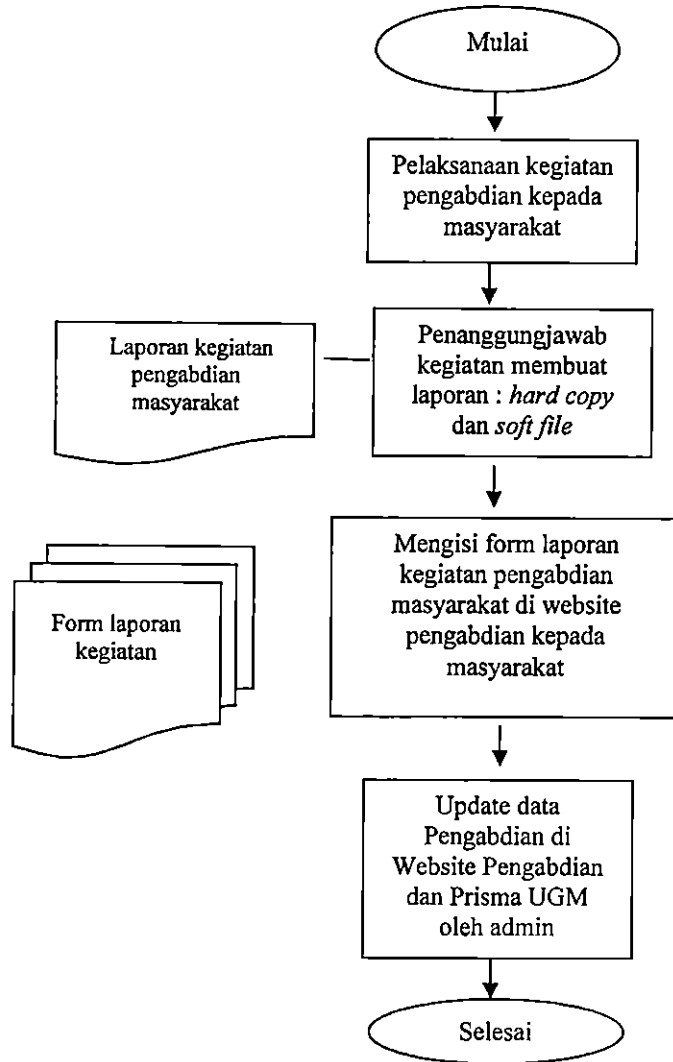 Mulai
Pelaksanaan kegiatan
pengabdian kepada
masyarakat
Laporan kegiatan
pengabdian
masyarakat
Penanggungjawab
kegiatan membuat
laporan : hard copy
dan soft file
Form laporan
kegiatan
Mengisi form laporan
kegiatan pengabdian
masyarakat di website
pengabdian kepada
masyarakat
Update data
Pengabdian di
Website Pengabdian
dan Prisma UGM
oleh admin
Selesai